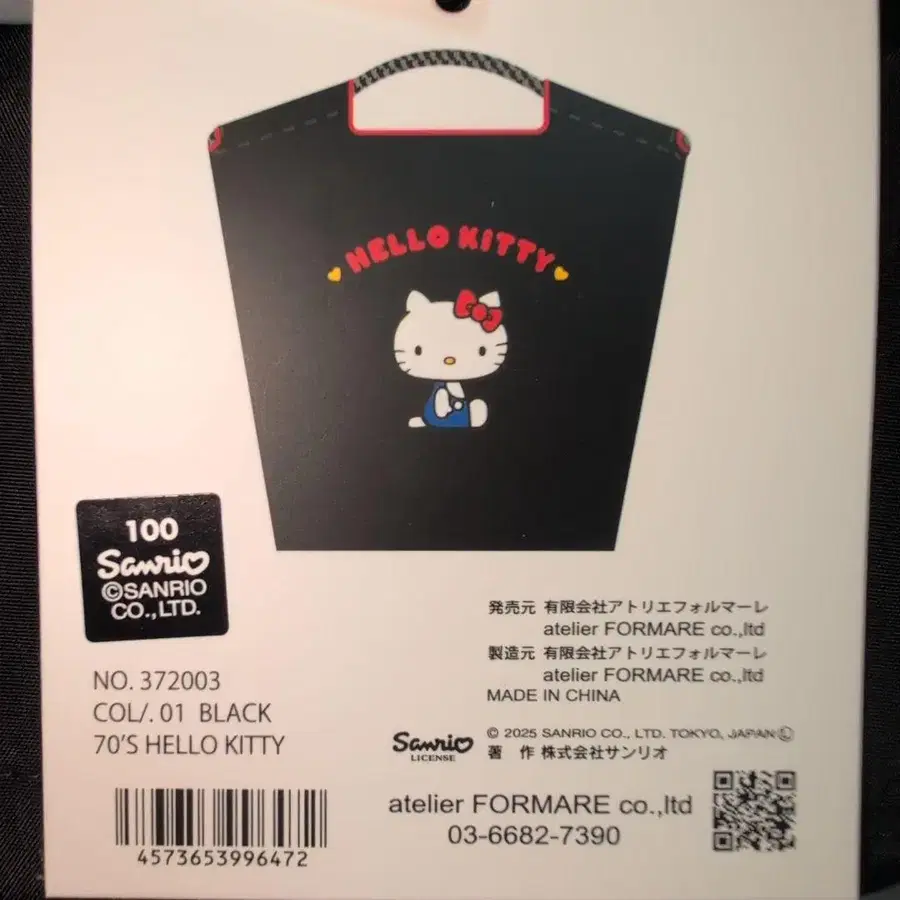 HELLO KITTY
100
Sanrio
©SANRIO
CO.,LTD.
NO. 372003
COL/. 01 BLACK
70'S HELLO KITTY
4573653996472
発売元 有限会社アトリエフォルマーレ
atelier FORMARE co.,ltd
製造元 有限会社アトリエフォルマーレ
atelier FORMARE co.,ltd
MADE IN CHINA
Sanrio
LICENSE
© 2025 SANRIO CO., LTD. TOKYO, JAPAN Ⓛ
著 作 株式会社サンリオ
atelier FORMARE co.,ltd
03-6682-7390